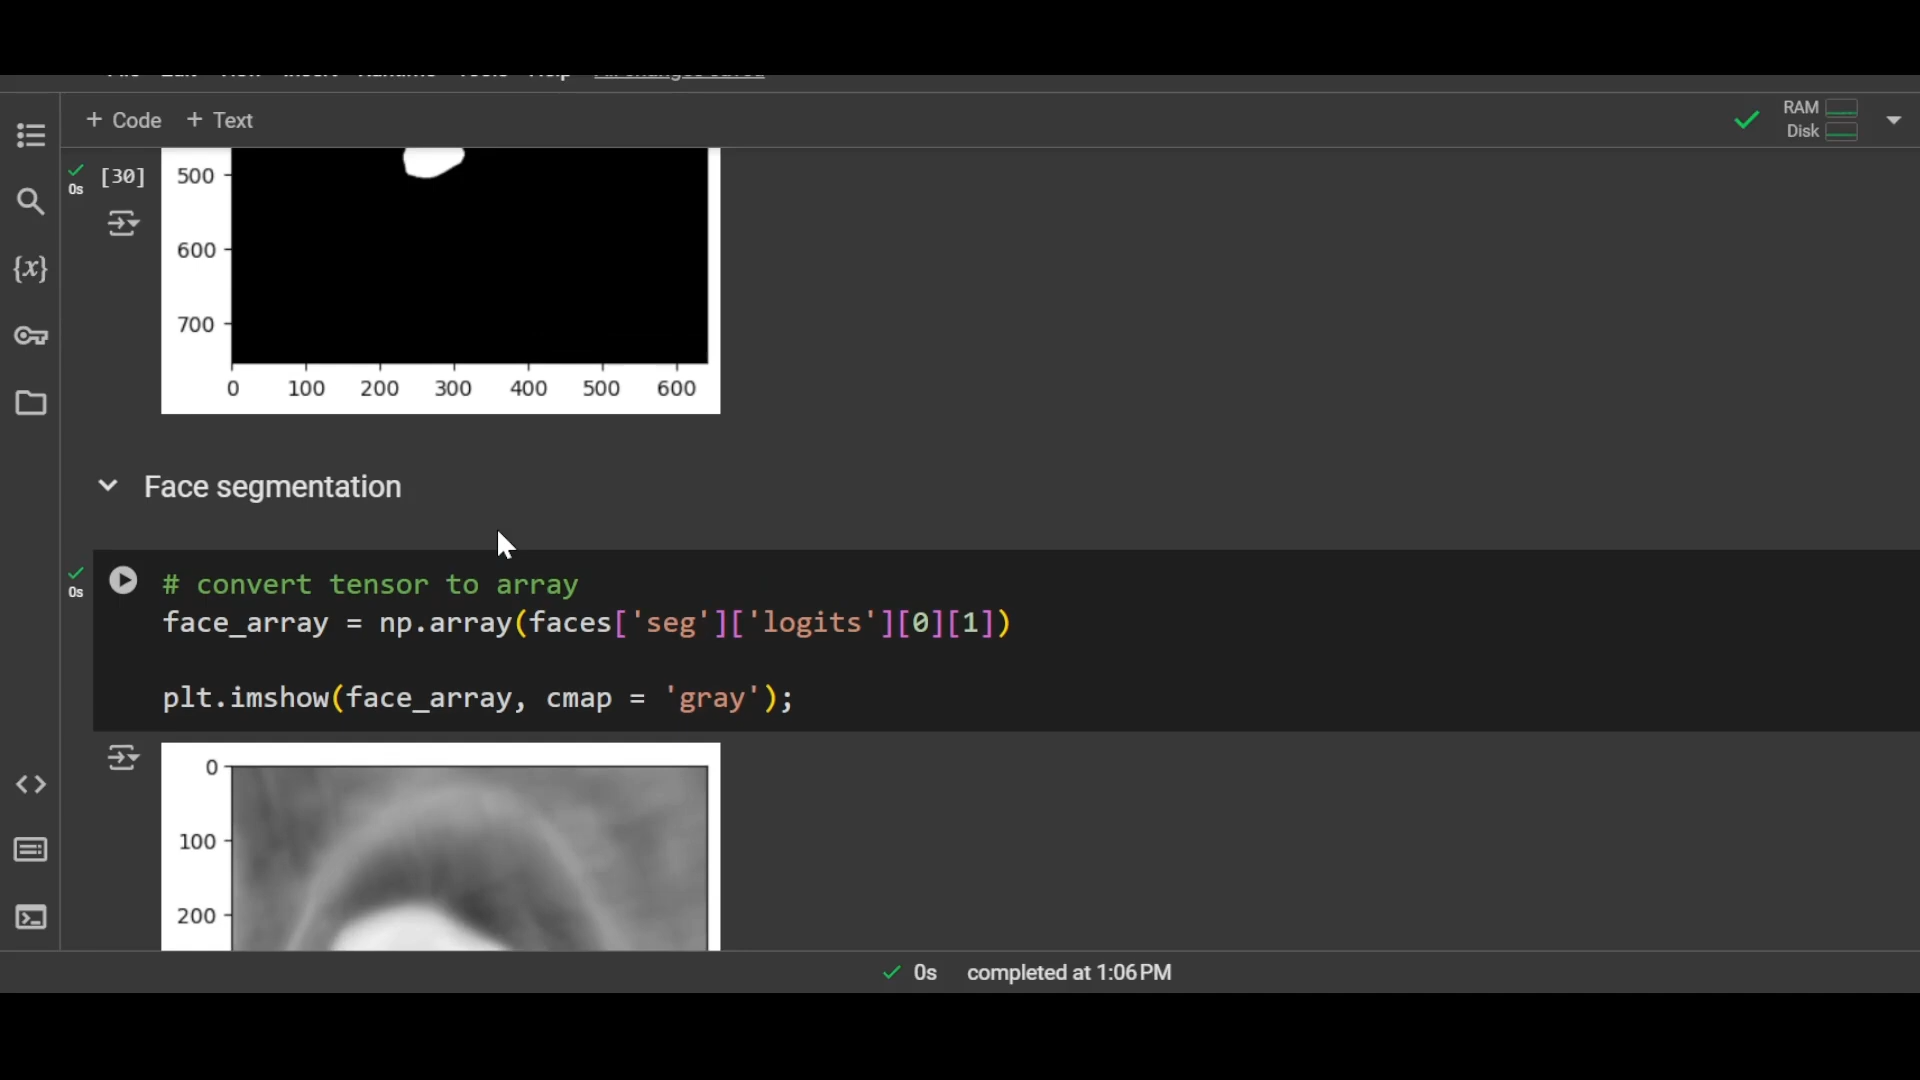 + Code + Text
RAM
Disk
0s
[30]
500
600
700
0 100 200 300 400 500 600
Face segmentation
0s
# convert tensor to array
face_array = np.array(faces['seg']['logits'][0][1])
plt.imshow(face_array, cmap = 'gray');
0
100
200
0s completed at 1:06 PM